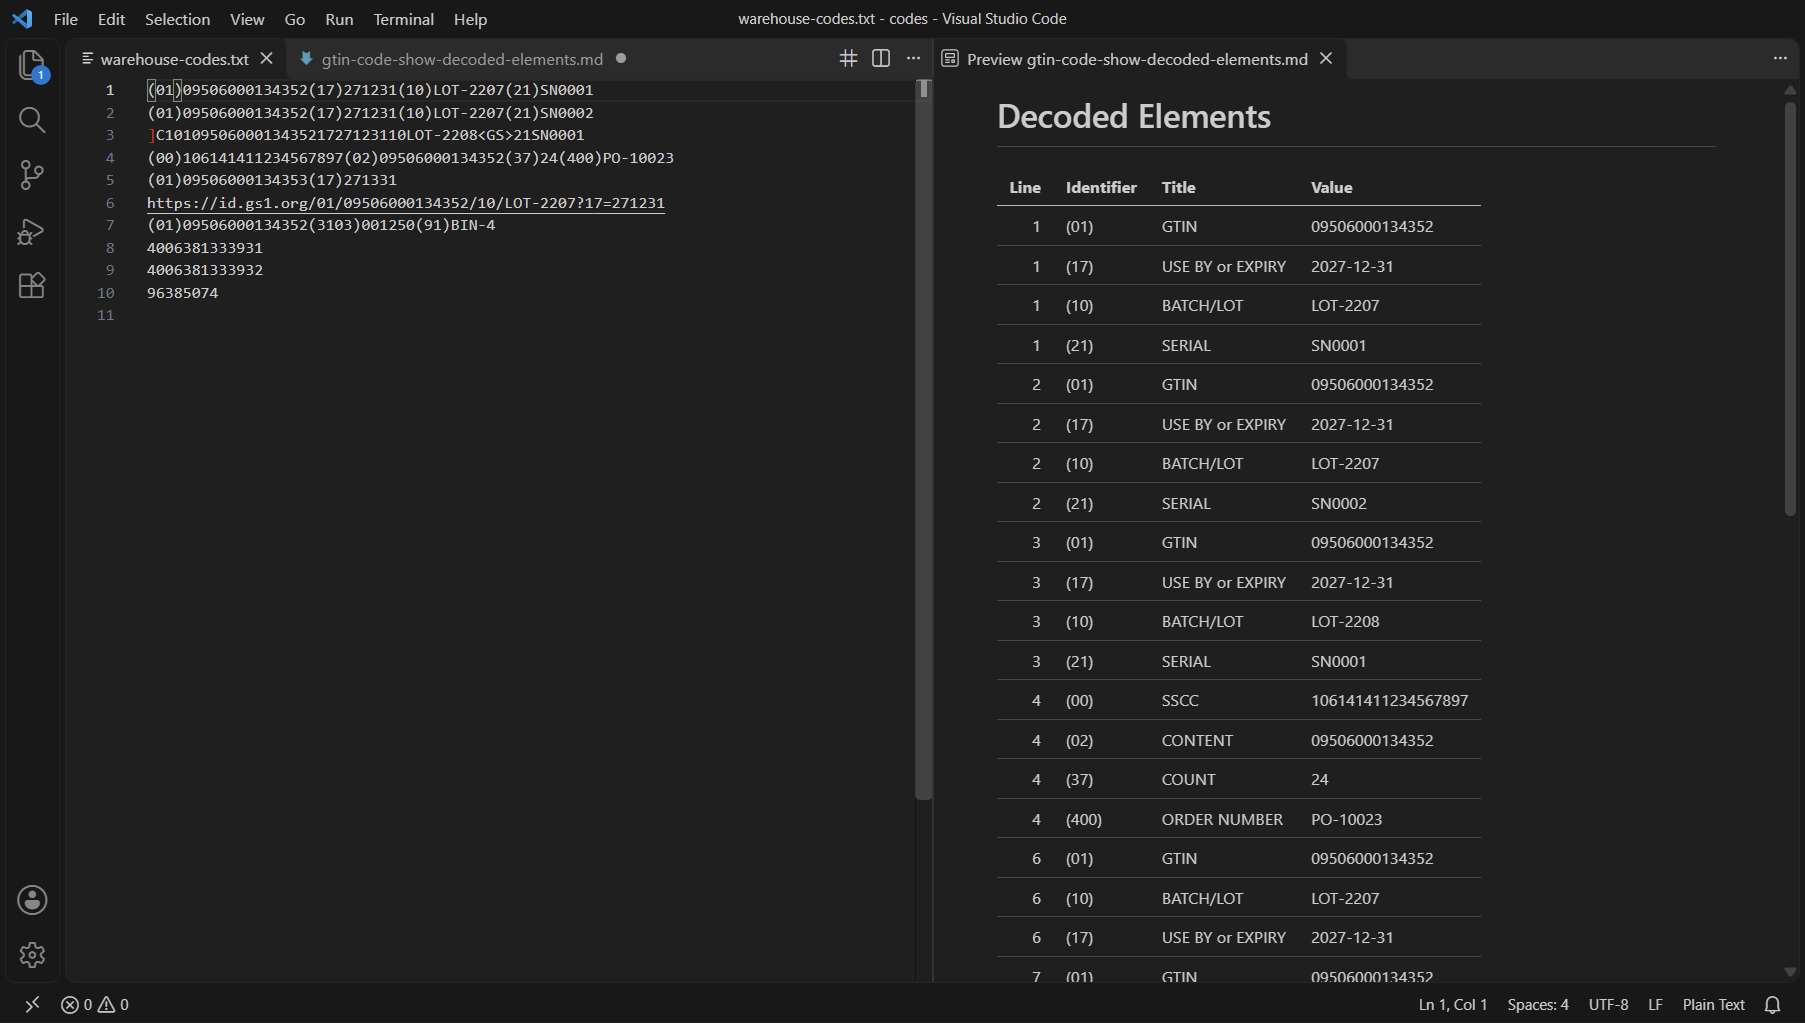 File Edit Selection View Go Run Terminal Help
warehouse-codes.txt - codes - Visual Studio Code
1
warehouse-codes.txt
gtin-code-show-decoded-elements.md
Preview gtin-code-show-decoded-elements.md
1 (01)09506000134352(17)271231(10)LOT-2207(21)SN0001
2 (01)09506000134352(17)271231(10)LOT-2207(21)SN0002
3 ]C101095060001343521727123110LOT-2208<GS>21SN0001
4 (00)106141411234567897(02)09506000134352(37)24(400)PO-10023
5 (01)09506000134353(17)271331
6 https://id.gs1.org/01/09506000134352/10/LOT-2207?17=271231
7 (01)09506000134352(3103)001250(91)BIN-4
8 4006381333931
9 4006381333932
10 96385074
11
Decoded Elements
Line Identifier Title Value
1 (01) GTIN 09506000134352
1 (17) USE BY or EXPIRY 2027-12-31
1 (10) BATCH/LOT LOT-2207
1 (21) SERIAL SN0001
2 (01) GTIN 09506000134352
2 (17) USE BY or EXPIRY 2027-12-31
2 (10) BATCH/LOT LOT-2207
2 (21) SERIAL SN0002
3 (01) GTIN 09506000134352
3 (17) USE BY or EXPIRY 2027-12-31
3 (10) BATCH/LOT LOT-2208
3 (21) SERIAL SN0001
4 (00) SSCC 106141411234567897
4 (02) CONTENT 09506000134352
4 (37) COUNT 24
4 (400) ORDER NUMBER PO-10023
6 (01) GTIN 09506000134352
6 (10) BATCH/LOT LOT-2207
6 (17) USE BY or EXPIRY 2027-12-31
7 (01) GTIN 09506000134352
0 0
Ln 1, Col 1 Spaces: 4 UTF-8 LF Plain Text